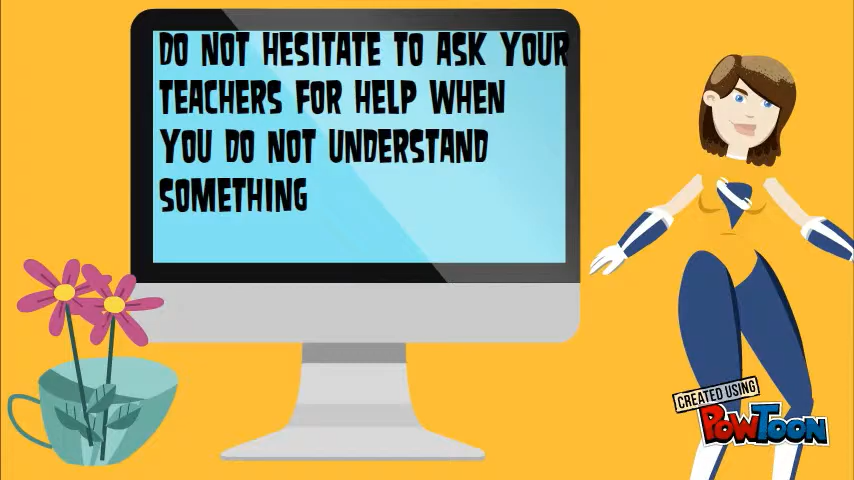 DO NOT HESITATE TO ASK YOUR
TEACHERS FOR HELP WHEN
YOU DO NOT UNDERSTAND
SOMETHING
CREATED USING
POWTOON